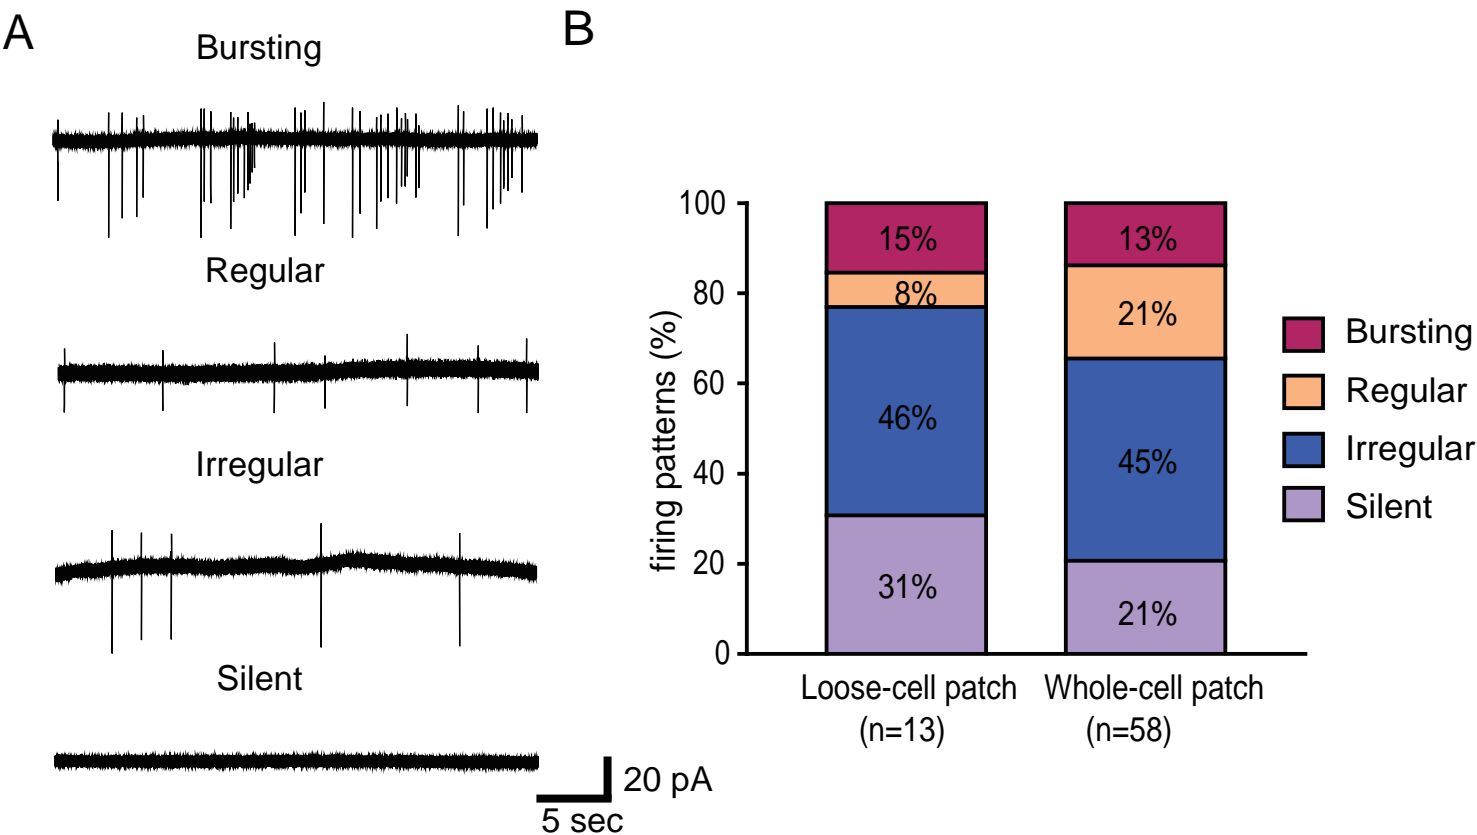 A
Bursting
Regular
Irregular
Silent
20 pA
5 sec
B
firing patterns (%)
100
80
60
40
20
0
15%
8%
46%
31%
13%
21%
45%
21%
Loose-cell patch
(n=13)
Whole-cell patch
(n=58)
Bursting
Regular
Irregular
Silent